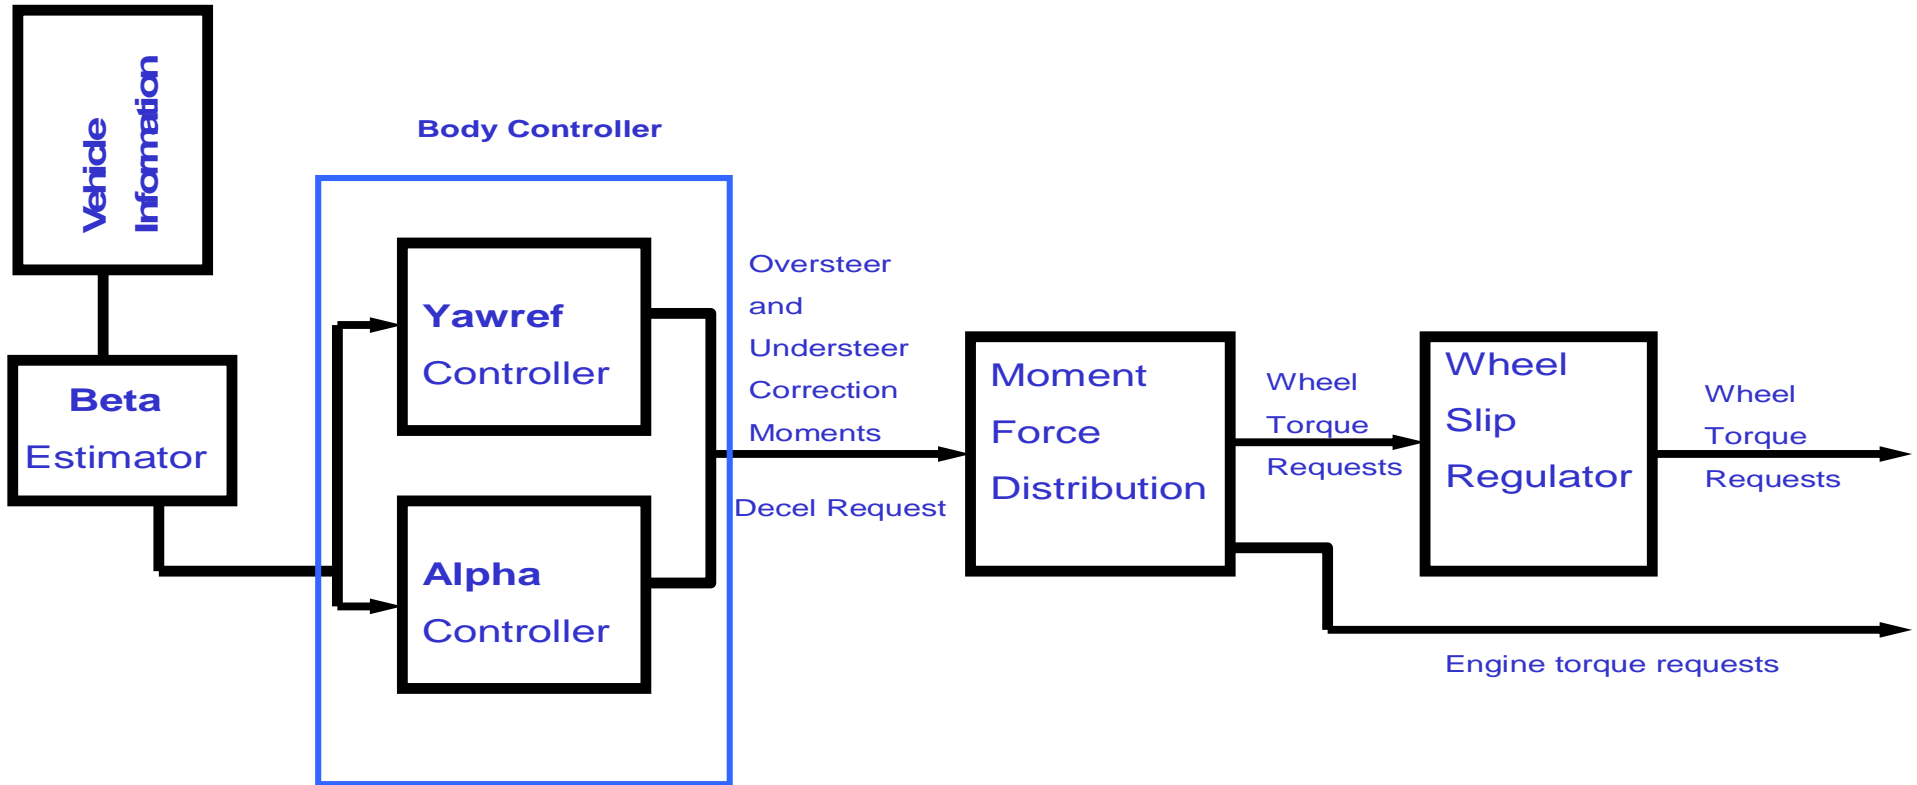 Vehicle
Information
Beta
Estimator
Body Controller
Yawref
Controller
Alpha
Controller
Oversteer
and
Understeer
Correction
Moments
Decel Request
Moment
Force
Distribution
Wheel
Torque
Requests
Wheel
Slip
Regulator
Wheel
Torque
Requests
Engine torque requests